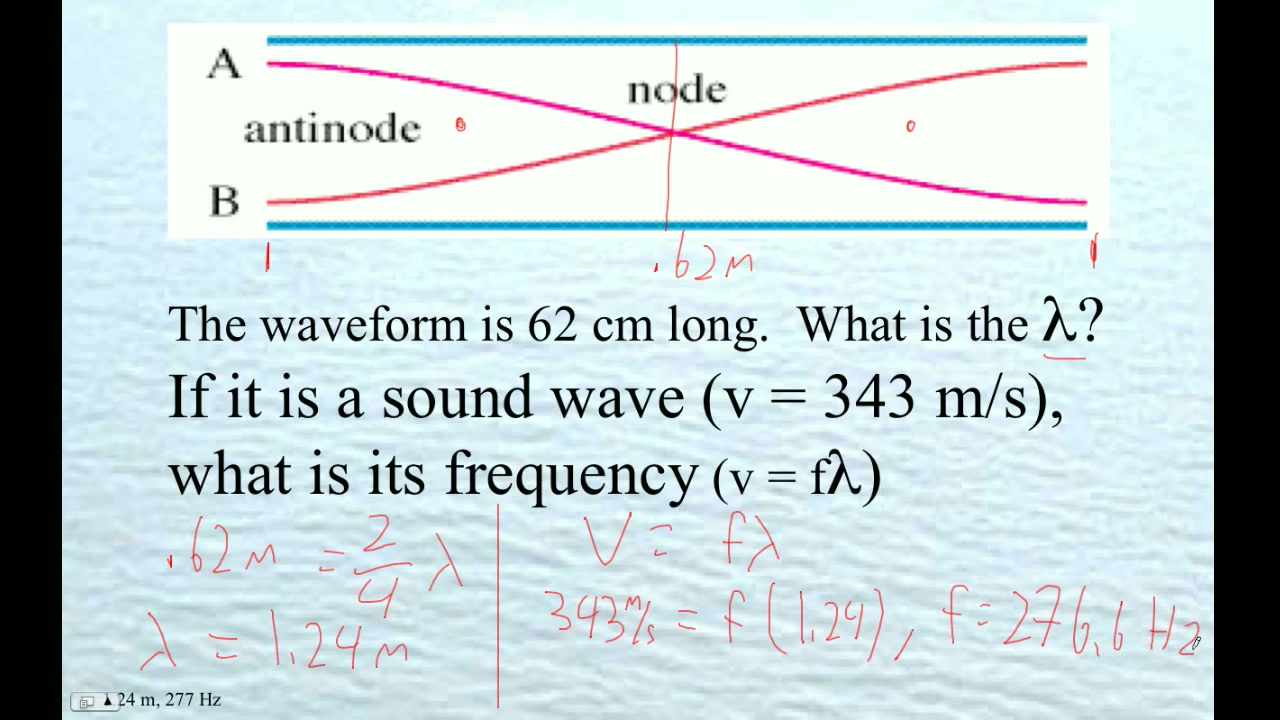 A
node
antinode
B
.62m
The waveform is 62 cm long. What is the λ?
If it is a sound wave (v = 343 m/s),
what is its frequency (v = fλ)
.62m = 2/4 λ
λ = 1.24m
V = fλ
343m/s = f(1.24), f=276.6 Hz
24 m, 277 Hz